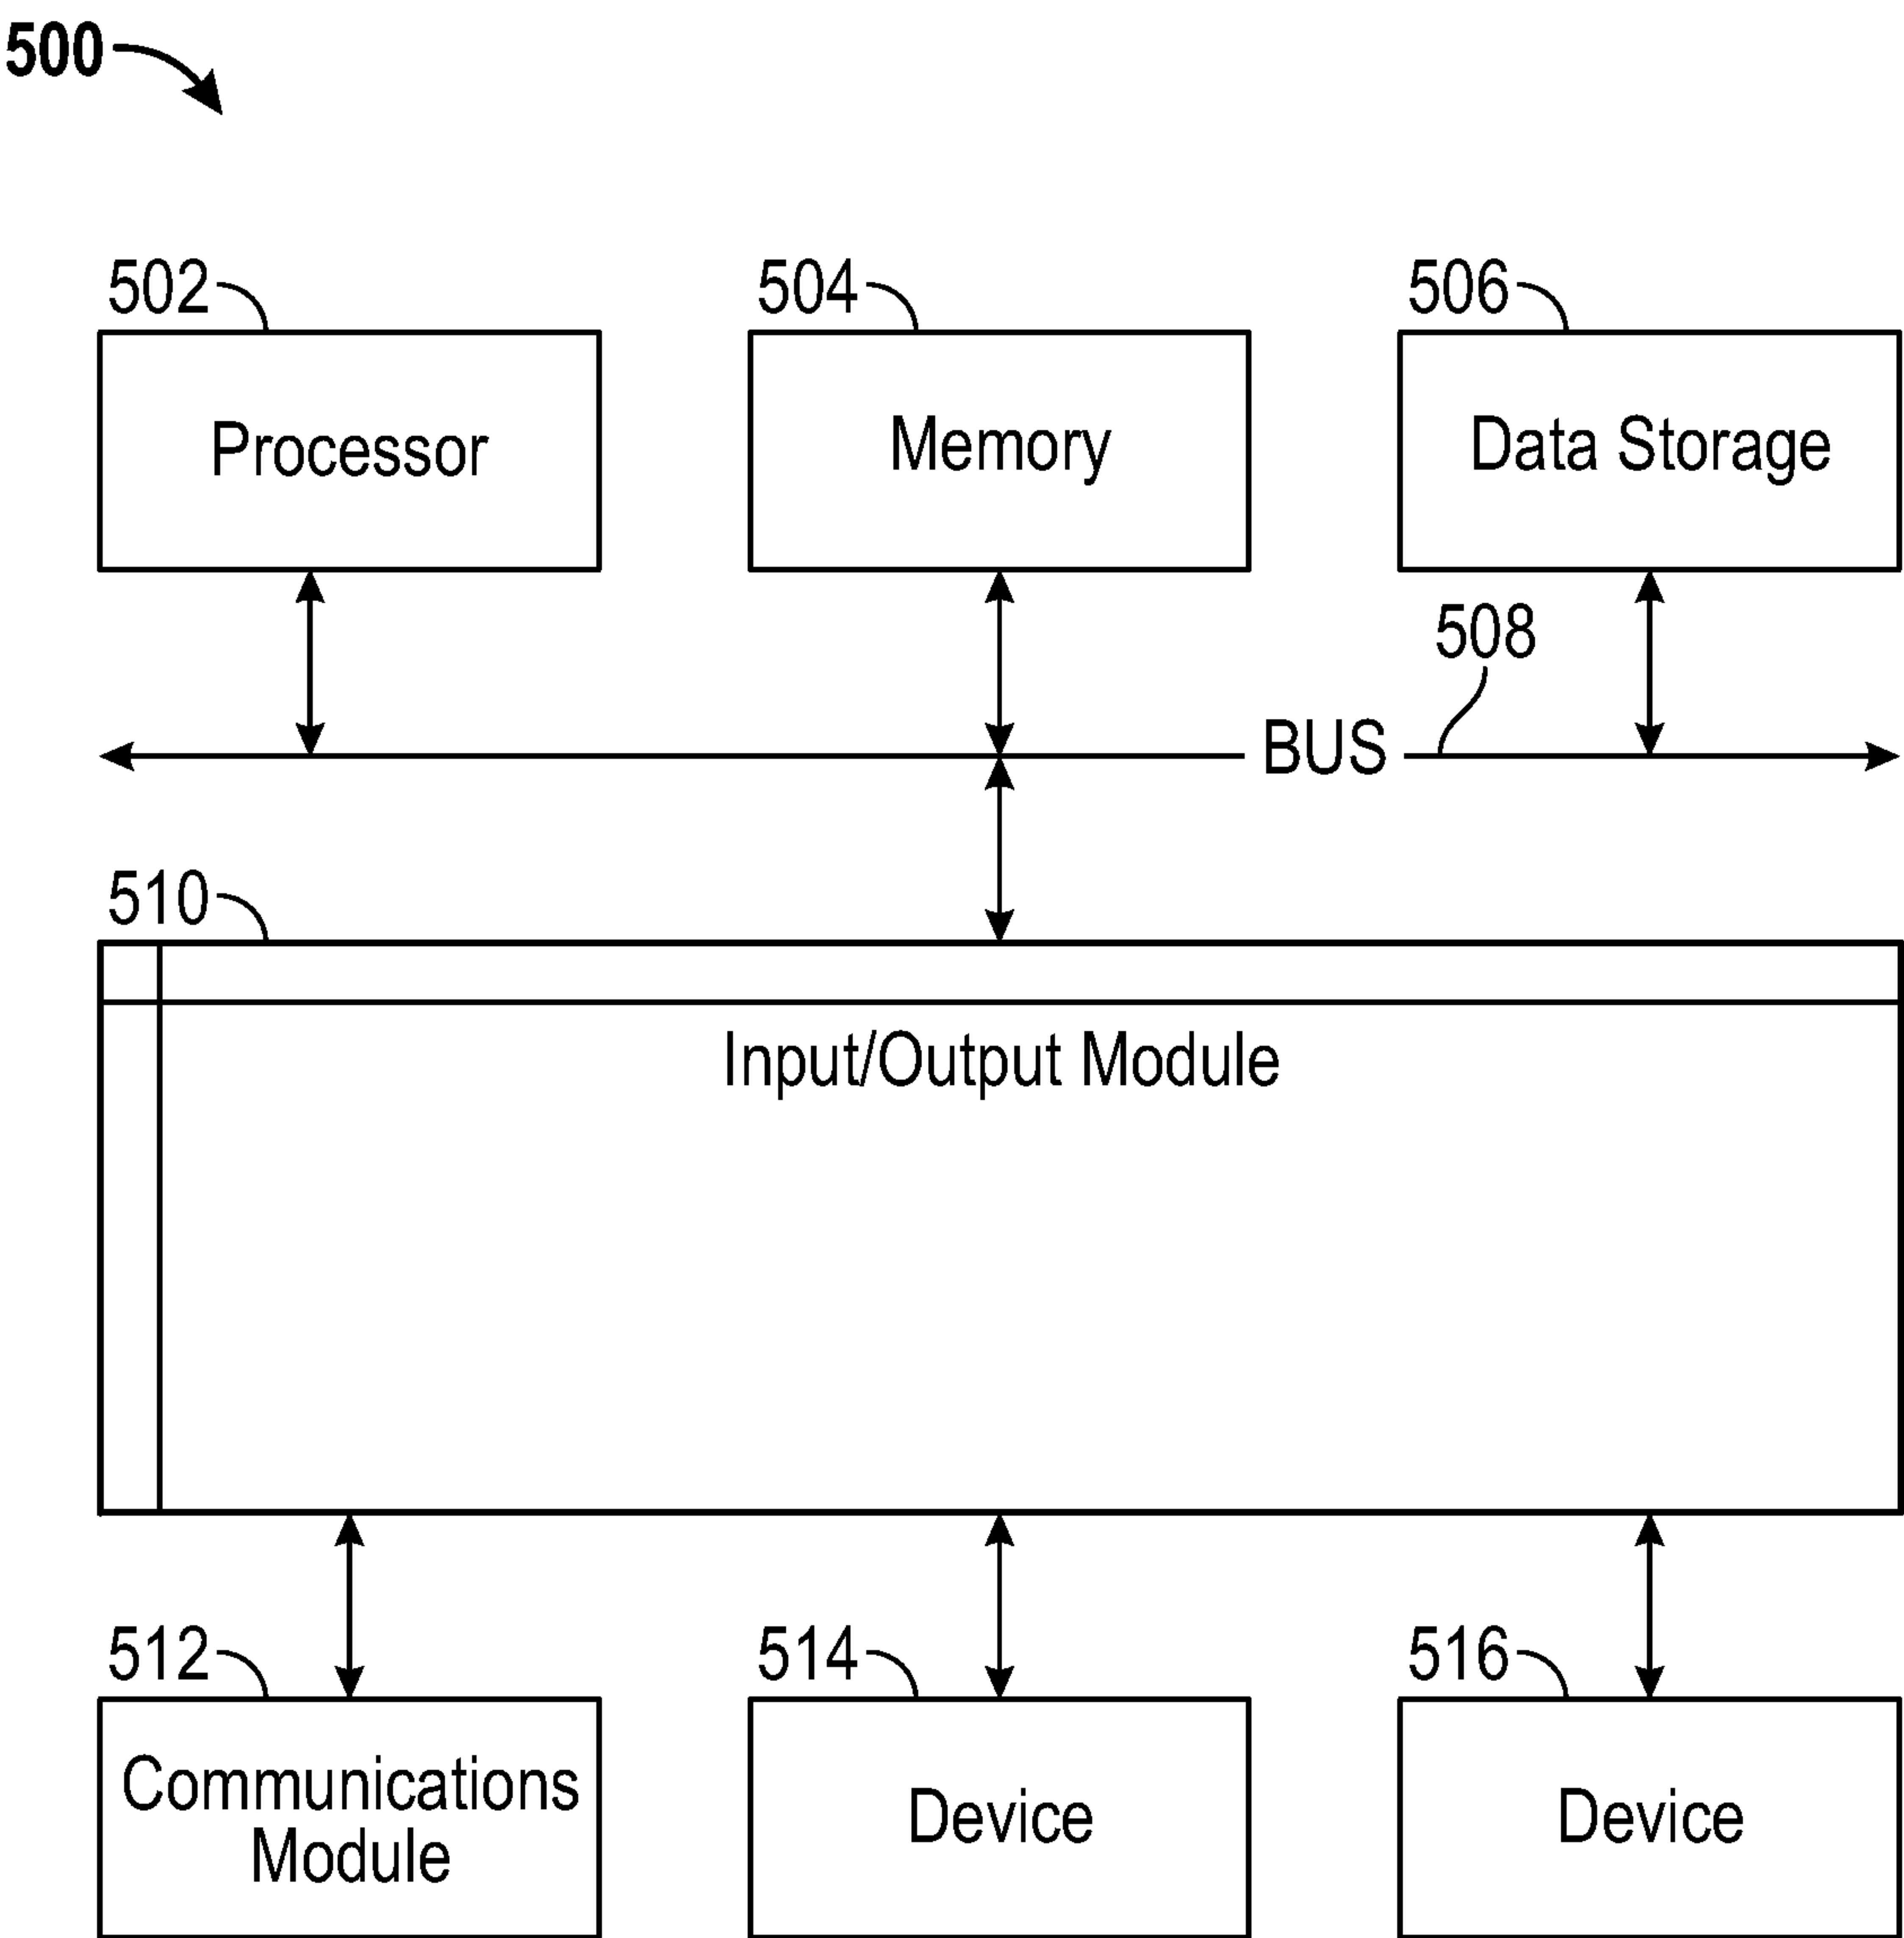 500
502
504
506
Processor
Memory
Data Storage
508
BUS
510
Input/Output Module
512
514
516
Communications
Module
Device
Device